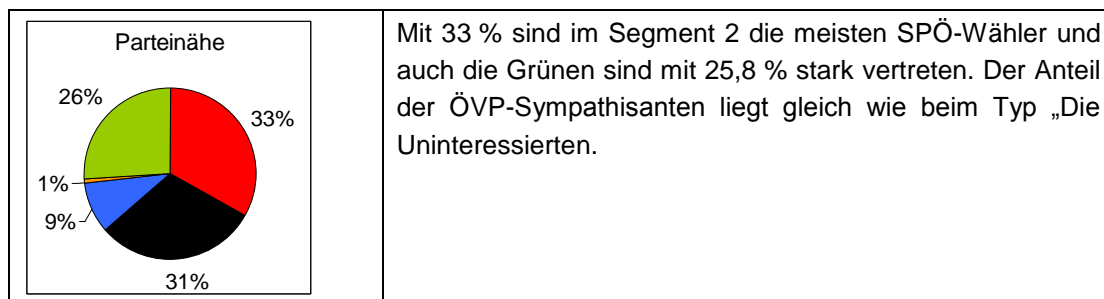 Parteinähe
26%
33%
1%
9%
31%
Mit 33 % sind im Segment 2 die meisten SPÖ-Wähler und
auch die Grünen sind mit 25,8 % stark vertreten. Der Anteil
der ÖVP-Sympathisanten liegt gleich wie beim Typ „Die
Uninteressierten.